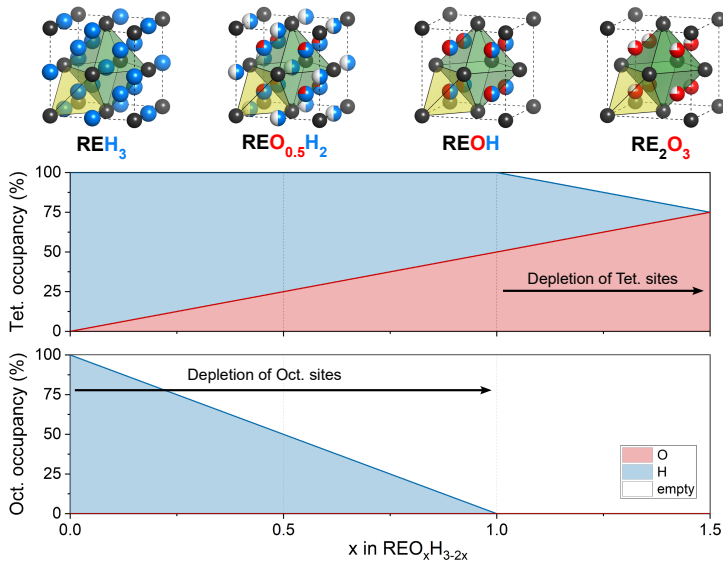 REH₃ REO₀.₅H₂ REOH RE₂O₃
Tet. occupancy (%)
100
75
50
25
0
Depletion of Tet. sites
Oct. occupancy (%)
100
75
50
25
0
Depletion of Oct. sites
O
H
empty
0.0 0.5 1.0 1.5
x in REOₓH₃₋₂ₓ